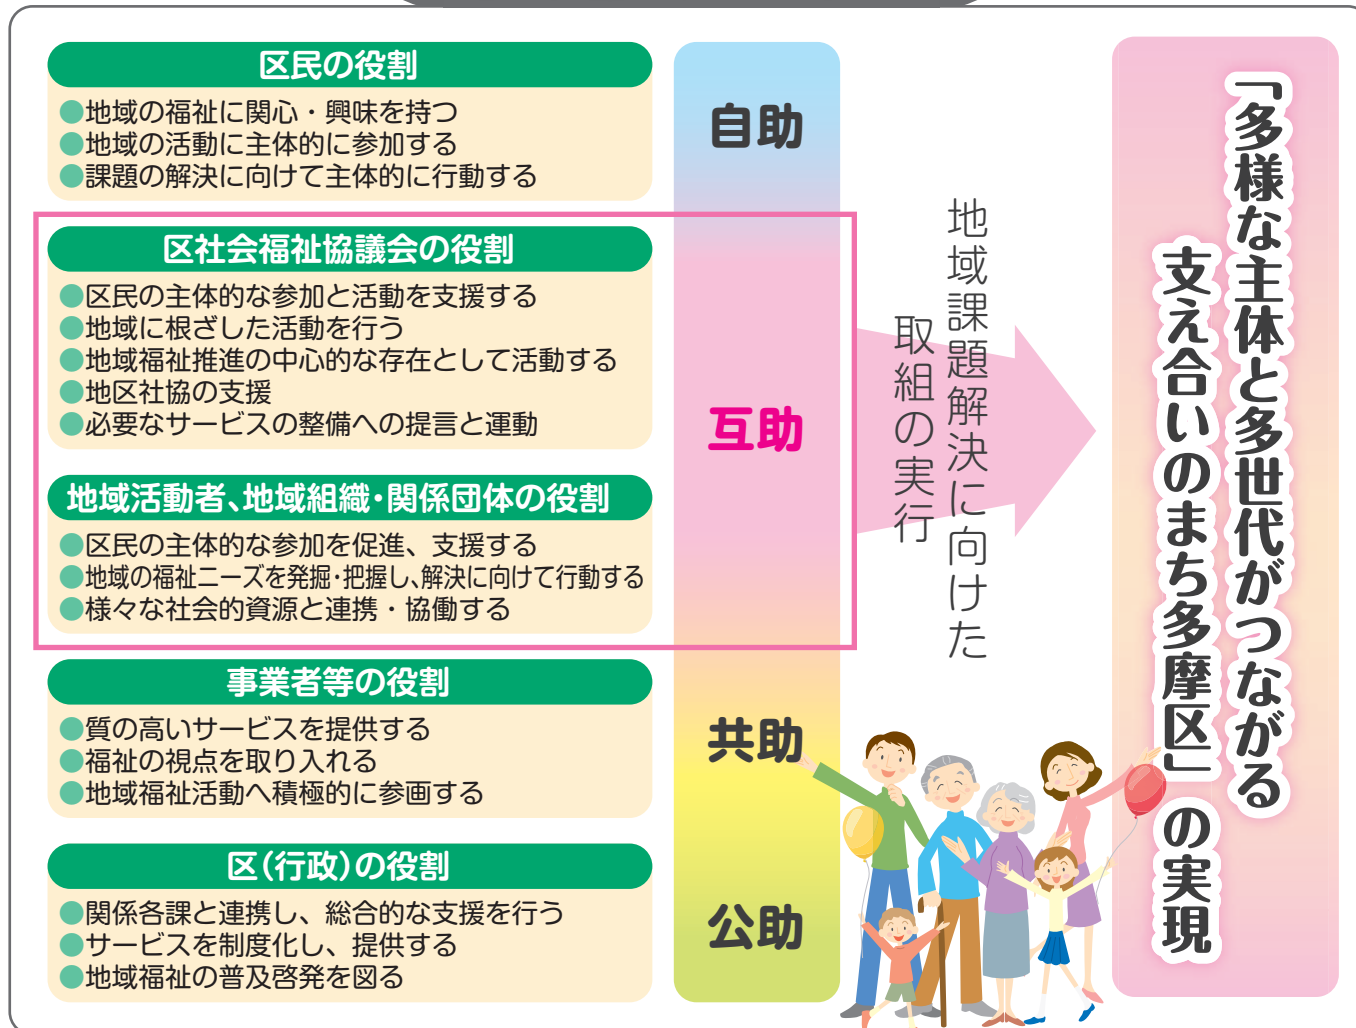 区民の役割
●地域の福祉に関心・興味を持つ
●地域の活動に主体的に参加する
●課題の解決に向けて主体的に行動する
区社会福祉協議会の役割
●区民の主体的な参加と活動を支援する
●地域に根ざした活動を行う
●地域福祉推進の中心的な存在として活動する
●地区社協の支援
●必要なサービスの整備への提言と運動
地域活動者、地域組織・関係団体の役割
●区民の主体的な参加を促進、支援する
●地域の福祉ニーズを発掘・把握し、解決に向けて行動する
●様々な社会的資源と連携・協働する
事業者等の役割
●質の高いサービスを提供する
●福祉の視点を取り入れる
●地域福祉活動へ積極的に参画する
区(行政)の役割
●関係各課と連携し、総合的な支援を行う
●サービスを制度化し、提供する
●地域福祉の普及啓発を図る
自助
互助
共助
公助
地域課題解決に向けた
取組の実行
「多様な主体と多世代がつながる
支え合いのまち多摩区」の実現